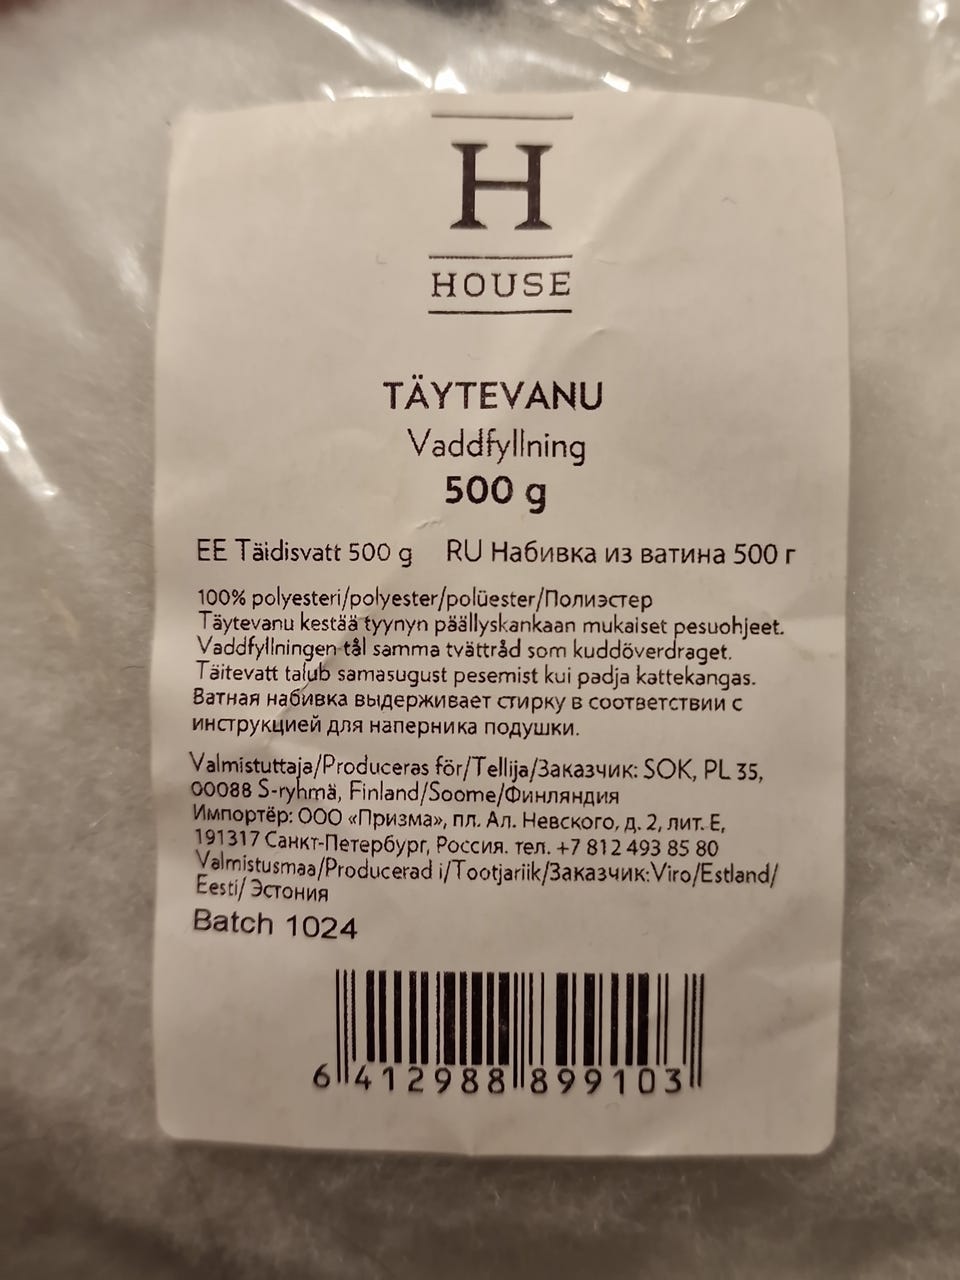 H
HOUSE
TÄYTEVANU
Vaddfyllning
500 g
EE Täidisvatt 500 g RU Набивка из ватина 500 г
100% polyesteri/polyester/polüester/Полиэстер
Täytevanu kestää tyynyn päällyskankaan mukaiset pesuohjeet.
Vaddfyllningen tål samma tvättråd som kuddöverdraget.
Täitevatt talub samasugust pesemist kui padja kattekangas.
Ватная набивка выдерживает стирку в соответствии с
инструкцией для наперника подушки.
Valmistuttaja/Produceras för/Tellija/Заказчик: SOK, PL 35,
00088 S-ryhmä, Finland/Soome/Финляндия
Импортёр: ООО «Призма», пл. Ал. Невского, д. 2, лит. Е,
191317 Санкт-Петербург, Россия. тел. +7 812 493 85 80
Valmistusmaa/Producerad i/Tootjariik/Заказчик:Viro/Estland/
Eesti/ Эстония
Batch 1024
6 412988 899103